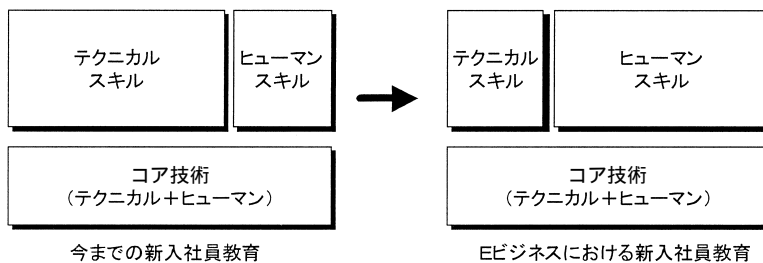 テクニカル
スキル
ヒューマン
スキル
テクニカル
スキル
ヒューマン
スキル
コア技術
(テクニカル+ヒューマン)
コア技術
(テクニカル+ヒューマン)
今までの新入社員教育
Eビジネスにおける新入社員教育